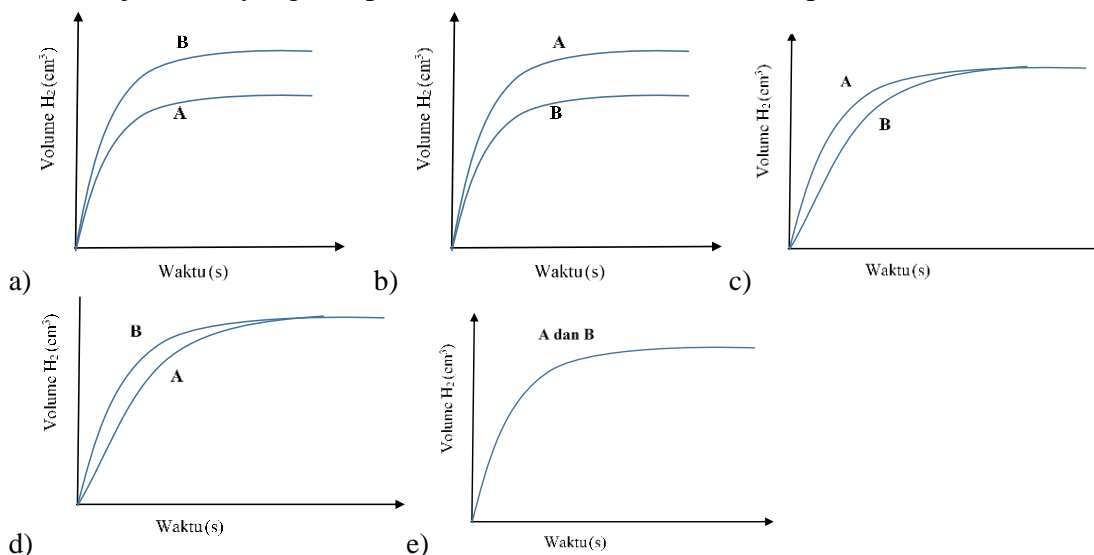 B
A
Volume H₂ (cm³)
Waktu (s)
a)
A
B
Volume H₂ (cm³)
Waktu (s)
b)
A
B
Volume H₂ (cm³)
Waktu (s)
c)
B
A
Volume H₂ (cm³)
Waktu (s)
d)
A dan B
Volume H₂ (cm³)
Waktu (s)
e)